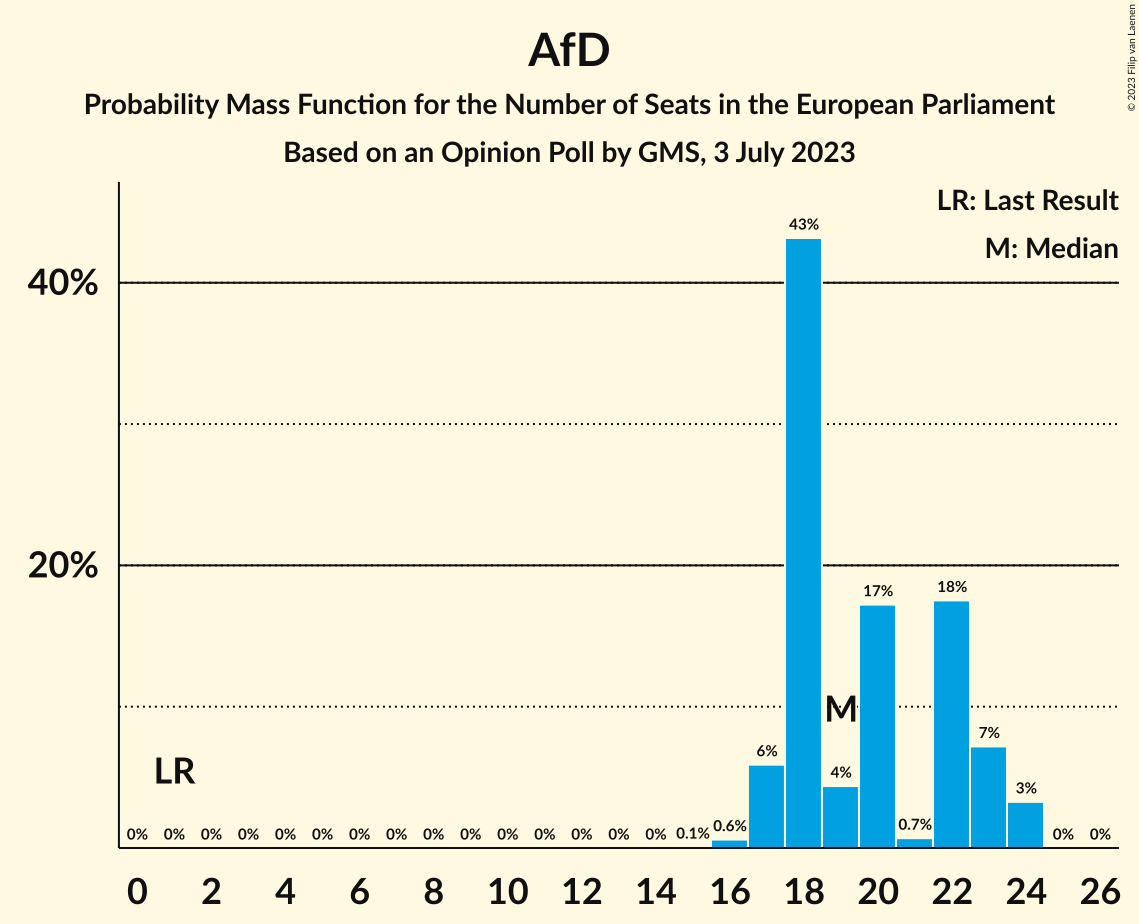 AfD
Probability Mass Function for the Number of Seats in the European Parliament
Based on an Opinion Poll by GMS, 3 July 2023
© 2023 Filip van Laenen
LR: Last Result
M: Median
40%
20%
43%
17%
18%
M
7%
6%
4%
3%
LR
0% 0% 0% 0% 0% 0% 0% 0% 0% 0% 0% 0% 0% 0% 0% 0.1% 0.6% 0.7% 0% 0%
0 2 4 6 8 10 12 14 16 18 20 22 24 26